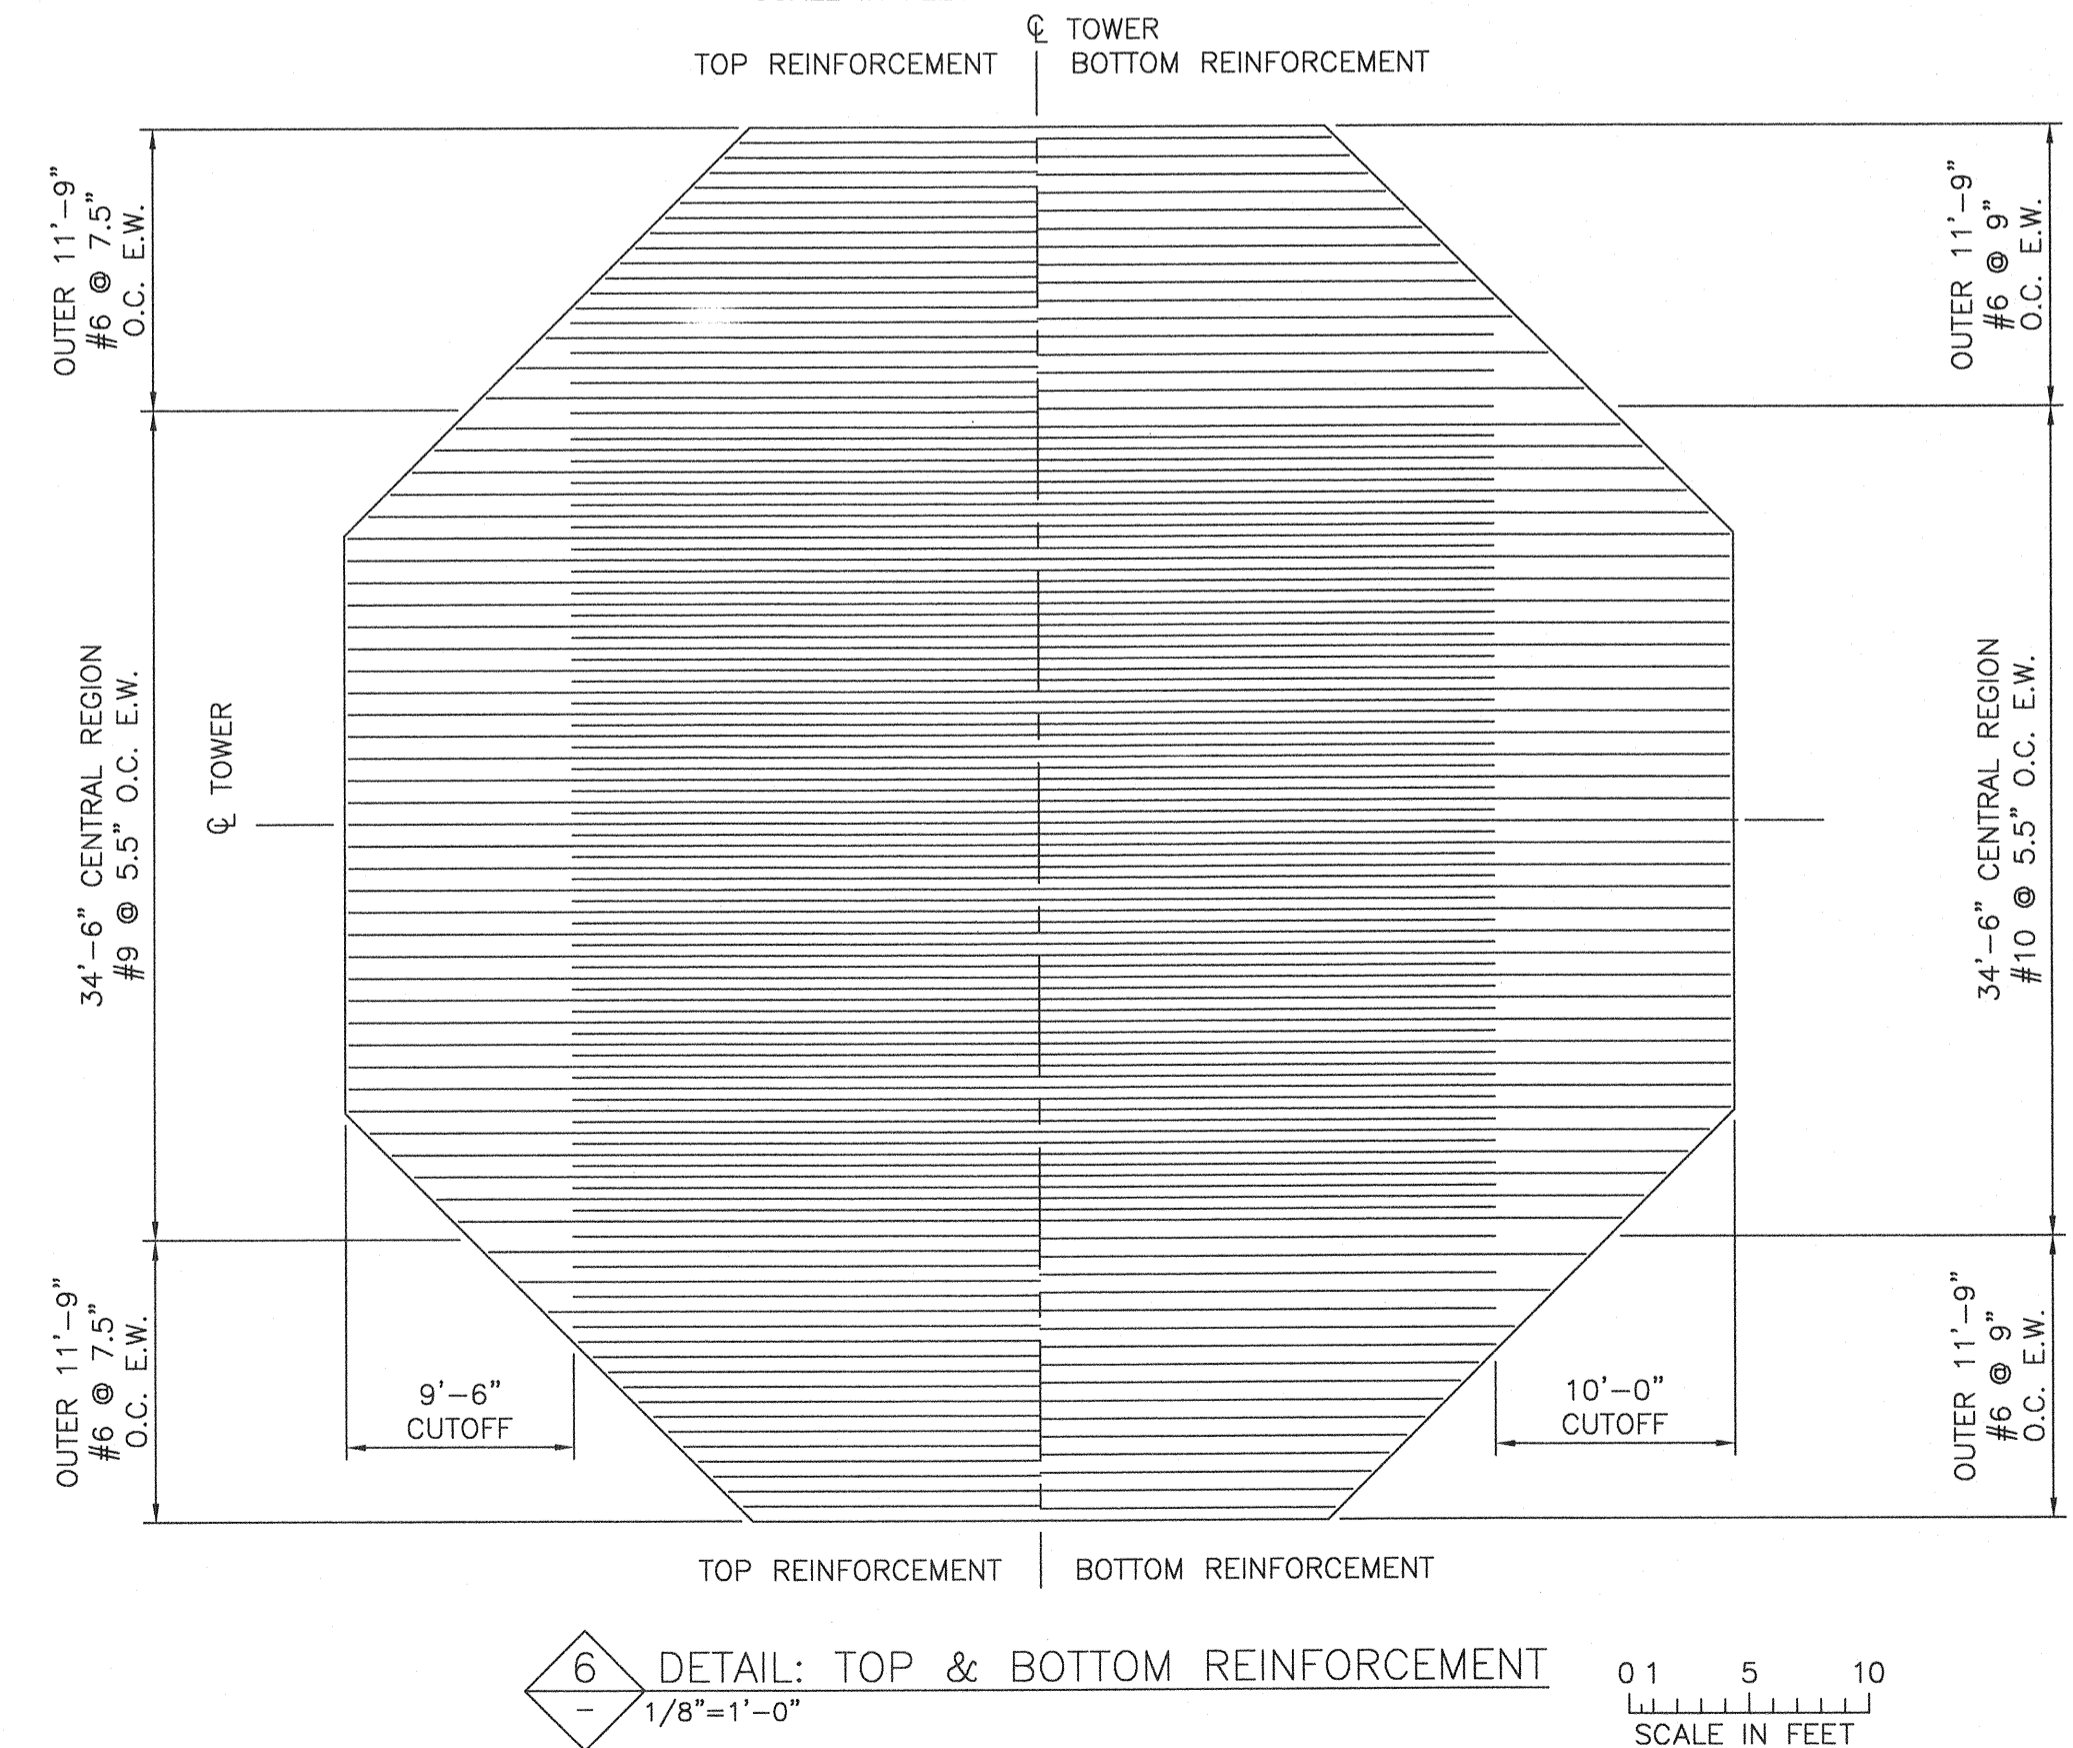 ℄ TOWER
TOP REINFORCEMENT
BOTTOM REINFORCEMENT
OUTER 11'-9"
#6 @ 7.5"
O.C. E.W.
OUTER 11'-9"
#6 @ 9"
O.C. E.W.
34'-6" CENTRAL REGION
#9 @ 5.5" O.C. E.W.
℄ TOWER
34'-6" CENTRAL REGION
#10 @ 5.5" O.C. E.W.
OUTER 11'-9"
#6 @ 7.5"
O.C. E.W.
9'-6"
CUTOFF
10'-0"
CUTOFF
OUTER 11'-9"
#6 @ 9"
O.C. E.W.
TOP REINFORCEMENT
BOTTOM REINFORCEMENT
6
-
DETAIL: TOP & BOTTOM REINFORCEMENT
1/8"=1'-0"
0 1 5 10
SCALE IN FEET